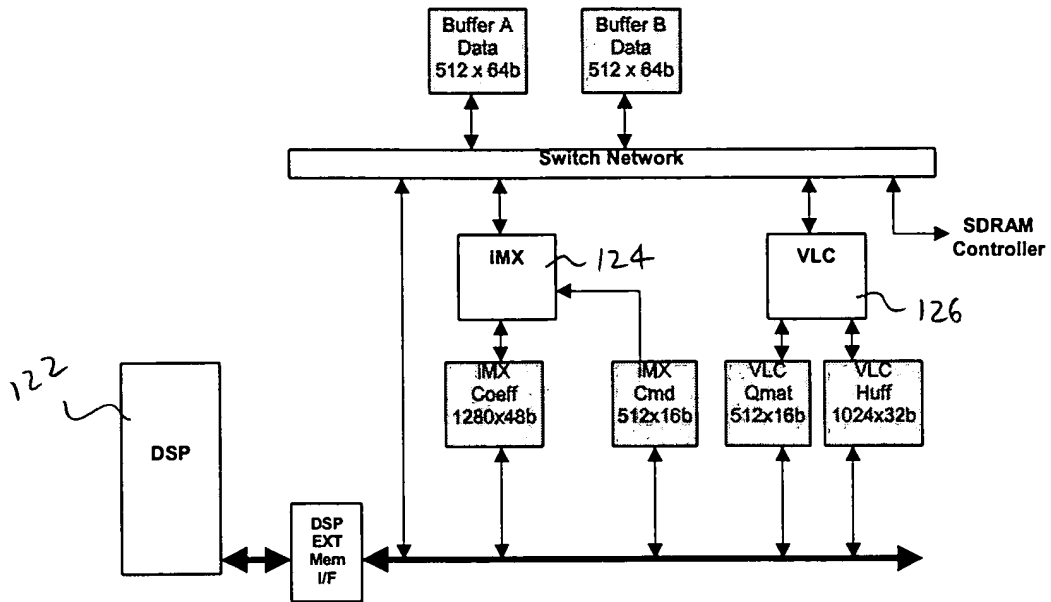 Buffer A
Data
512 x 64b
Buffer B
Data
512 x 64b
Switch Network
SDRAM
Controller
iMX
124
VLC
126
122
DSP
iMX
Coeff
1280x48b
iMX
Cmd
512x16b
VLC
Qmat
512x16b
VLC
Huff
1024x32b
DSP
EXT
Mem
I/F